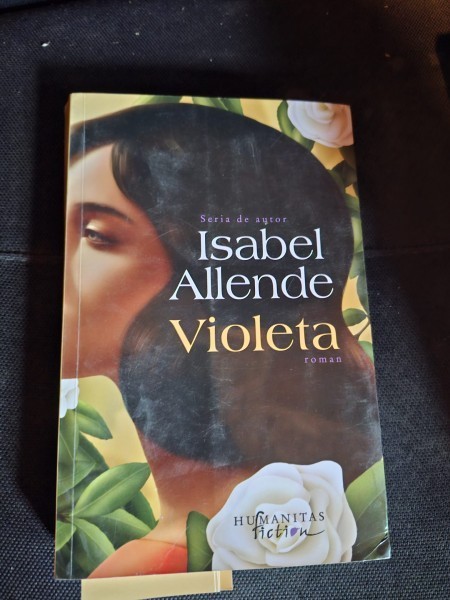 Seria de autor
Isabel
Allende
Violeta
roman
HUMANITAS
fiction